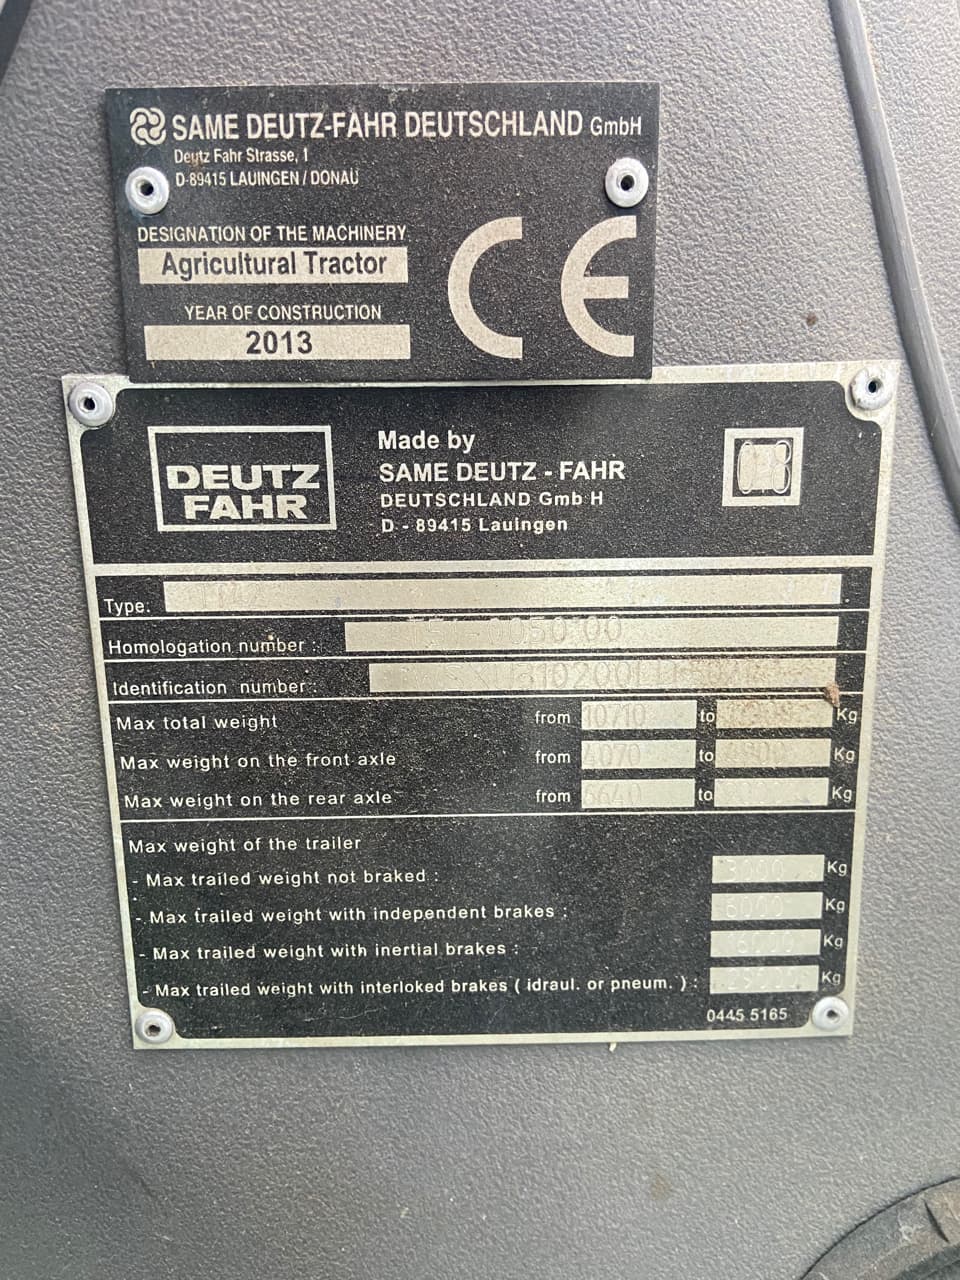 SAME DEUTZ-FAHR DEUTSCHLAND GmbH
Deutz Fahr Strasse, 1
D-89415 LAUINGEN / DONAU
DESIGNATION OF THE MACHINERY
Agricultural Tractor
YEAR OF CONSTRUCTION
2013
CE
DEUTZ
FAHR
Made by
SAME DEUTZ - FAHR
DEUTSCHLAND Gmb H
D - 89415 Lauingen
Type:
Homologation number :
Identification number :
Max total weight from 10710 to Kg
Max weight on the front axle from 4070 to 4800 Kg
Max weight on the rear axle from 6640 to Kg
Max weight of the trailer
- Max trailed weight not braked : Kg
- Max trailed weight with independent brakes : 6000 Kg
- Max trailed weight with inertial brakes : Kg
- Max trailed weight with interloked brakes ( idraul. or pneum. ) : Kg
0445 5165